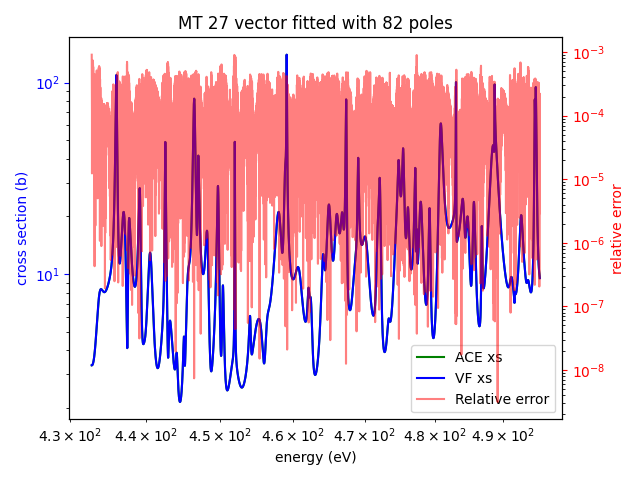 MT 27 vector fitted with 82 poles
cross section (b)
10²
10¹
relative error
10⁻³
10⁻⁴
10⁻⁵
10⁻⁶
10⁻⁷
10⁻⁸
ACE xs
VF xs
Relative error
4.3 × 10² 4.4 × 10² 4.5 × 10² 4.6 × 10² 4.7 × 10² 4.8 × 10² 4.9 × 10²
energy (eV)